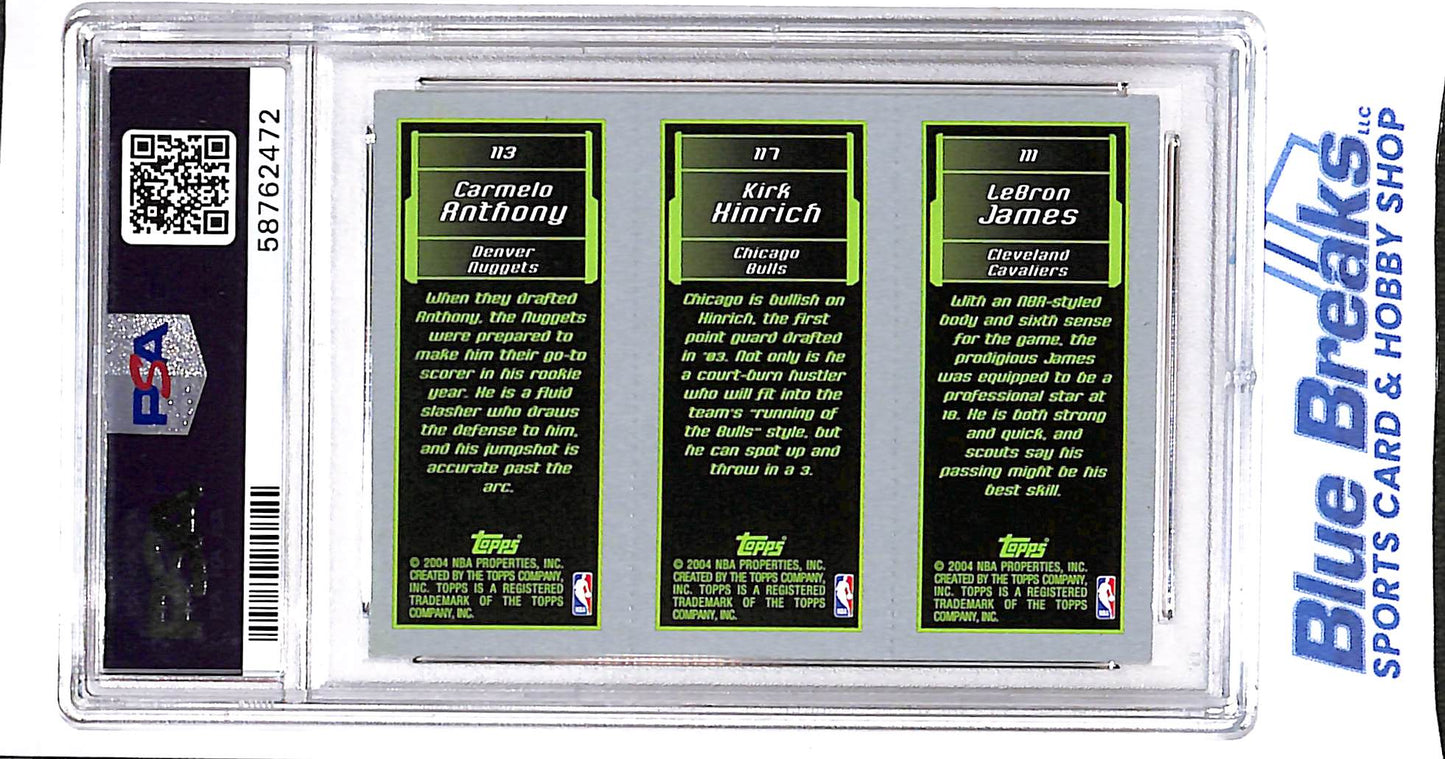 PSA
58762472
113
Carmelo
Anthony
Denver
Nuggets
When they drafted
Anthony, the Nuggets
were prepared to
make him their go-to
scorer in his rookie
year. He is a fluid
slasher who draws
the defense to him,
and his jumpshot is
accurate past the
arc.
Topps®
© 2004 NBA PROPERTIES, INC.
CREATED BY THE TOPPS COMPANY,
INC. TOPPS IS A REGISTERED
TRADEMARK OF THE TOPPS
COMPANY, INC.
NBA
117
Kirk
Hinrich
Chicago
Bulls
Chicago is bullish on
Hinrich, the first
point guard drafted
in '03. Not only is he
a court-burn hustler
who will fit into the
team's "running of
the Bulls" style, but
he can spot up and
throw in a 3.
Topps®
© 2004 NBA PROPERTIES, INC.
CREATED BY THE TOPPS COMPANY,
INC. TOPPS IS A REGISTERED
TRADEMARK OF THE TOPPS
COMPANY, INC.
NBA
111
LeBron
James
Cleveland
Cavaliers
With an NBA-styled
body and sixth sense
for the game, the
prodigious James
was equipped to be a
professional star at
18. He is both strong
and quick, and
scouts say his
passing might be his
best skill.
Topps®
© 2004 NBA PROPERTIES, INC.
CREATED BY THE TOPPS COMPANY,
INC. TOPPS IS A REGISTERED
TRADEMARK OF THE TOPPS
COMPANY, INC.
NBA
PSA
Blue Breaks LLC
SPORTS CARD & HOBBY SHOP